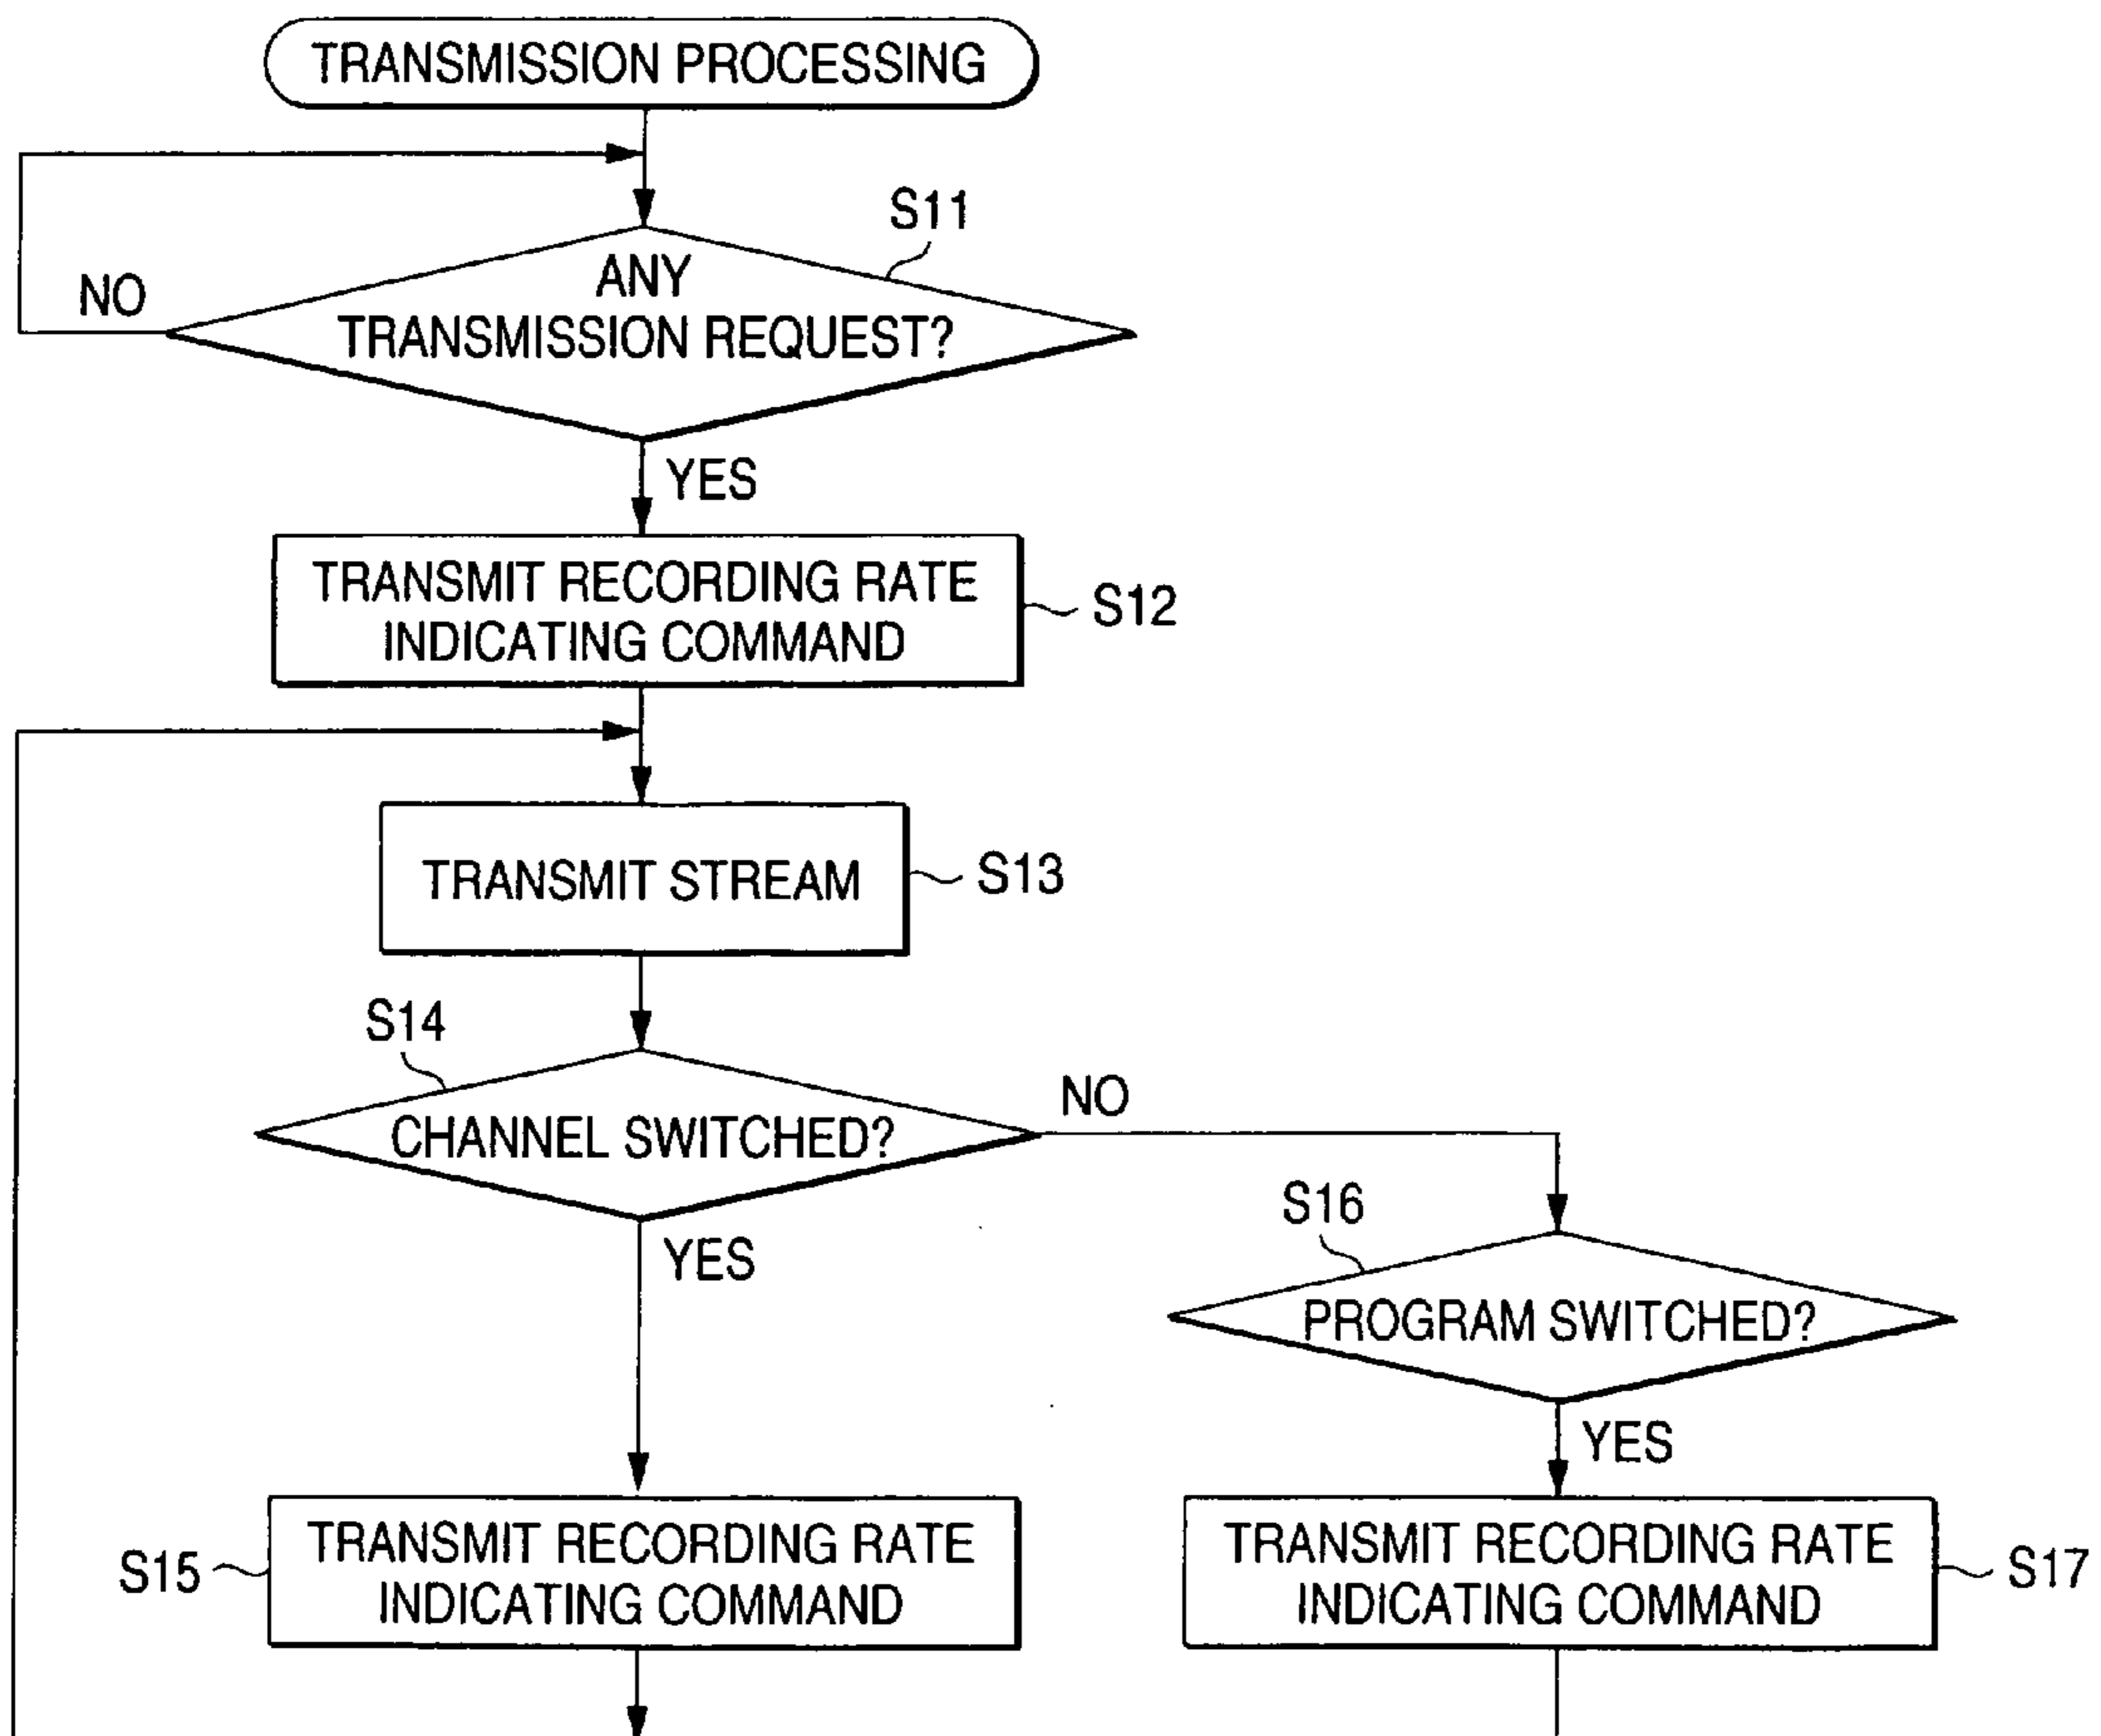 TRANSMISSION PROCESSING
S11
NO
ANY
TRANSMISSION REQUEST?
YES
TRANSMIT RECORDING RATE
INDICATING COMMAND
S12
TRANSMIT STREAM
S13
S14
CHANNEL SWITCHED?
NO
YES
S16
PROGRAM SWITCHED?
YES
S15
TRANSMIT RECORDING RATE
INDICATING COMMAND
TRANSMIT RECORDING RATE
INDICATING COMMAND
S17